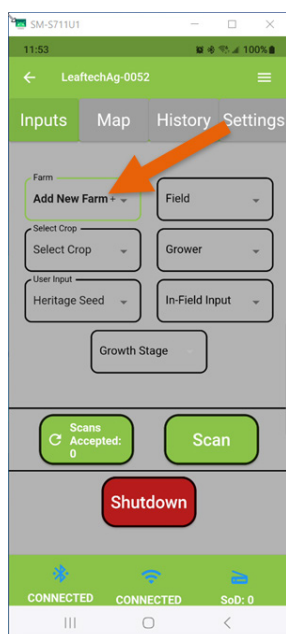 SM-S711U1
11:53
100%
LeaftechAg-0052
Inputs Map History Settings
Farm
Add New Farm+
Field
Select Crop
Select Crop
Grower
User Input
Heritage Seed
In-Field Input
Growth Stage
Scans
Accepted:
0
Scan
Shutdown
CONNECTED CONNECTED SoD: 0